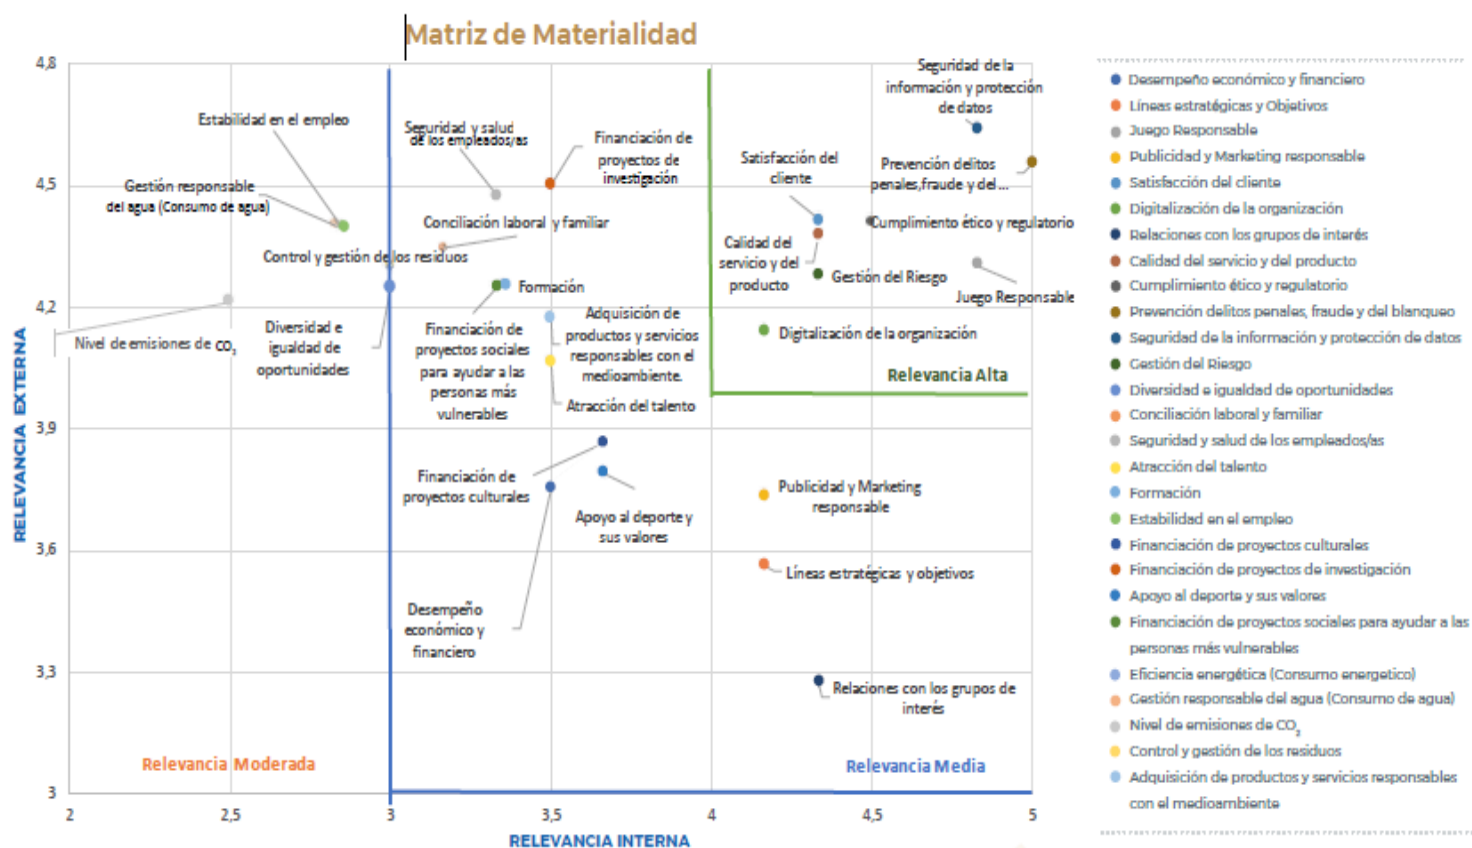 Matriz de Materialidad
RELEVANCIA EXTERNA
4,8
4,5
4,2
3,9
3,6
3,3
3
Estabilidad en el empleo
Gestión responsable
del agua (Consumo de agua)
Nivel de emisiones de CO2
Seguridad y salud
de los empleados/as
Financiación de
proyectos de
investigación
Conciliación laboral y familiar
Control y gestión de los residuos
Diversidad e
igualdad de
oportunidades
Formación
Financiación de
proyectos sociales
para ayudar a las
personas más
vulnerables
Adquisición de
productos y servicios
responsables con el
medioambiente.
Atracción del talento
Financiación de
proyectos culturales
Apoyo al deporte y
sus valores
Desempeño
económico y
financiero
Seguridad de la
información y protección
de datos
Satisfacción del
cliente
Prevención delitos
penales,fraude y del ...
Cumplimiento ético y regulatorio
Calidad del
servicio y del
producto
Gestión del Riesgo
Juego Responsable
Digitalización de la organización
Relevancia Alta
Publicidad y Marketing
responsable
Líneas estratégicas y objetivos
Relaciones con los grupos de
interés
Relevancia Moderada
Relevancia Media
2
2,5
3
3,5
4
4,5
5
RELEVANCIA INTERNA
Desempeño económico y financiero
Líneas estratégicas y Objetivos
Juego Responsable
Publicidad y Marketing responsable
Satisfacción del cliente
Digitalización de la organización
Relaciones con los grupos de interés
Calidad del servicio y del producto
Cumplimiento ético y regulatorio
Prevención delitos penales, fraude y del blanqueo
Seguridad de la información y protección de datos
Gestión del Riesgo
Diversidad e igualdad de oportunidades
Conciliación laboral y familiar
Seguridad y salud de los empleados/as
Atracción del talento
Formación
Estabilidad en el empleo
Financiación de proyectos culturales
Financiación de proyectos de investigación
Apoyo al deporte y sus valores
Financiación de proyectos sociales para ayudar a las
personas más vulnerables
Eficiencia energética (Consumo energetico)
Gestión responsable del agua (Consumo de agua)
Nivel de emisiones de CO2
Control y gestión de los residuos
Adquisición de productos y servicios responsables
con el medioambiente